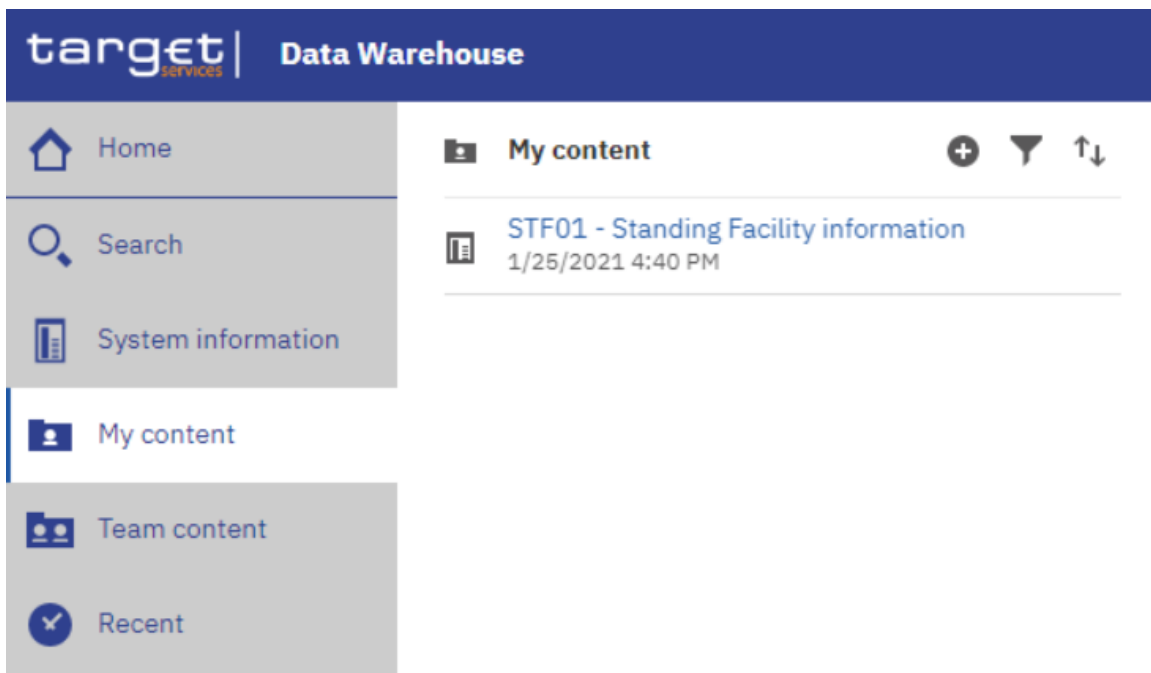 target| Data Warehouse
services
Home
Search
System information
My content
Team content
Recent
My content
STF01 - Standing Facility information
1/25/2021 4:40 PM